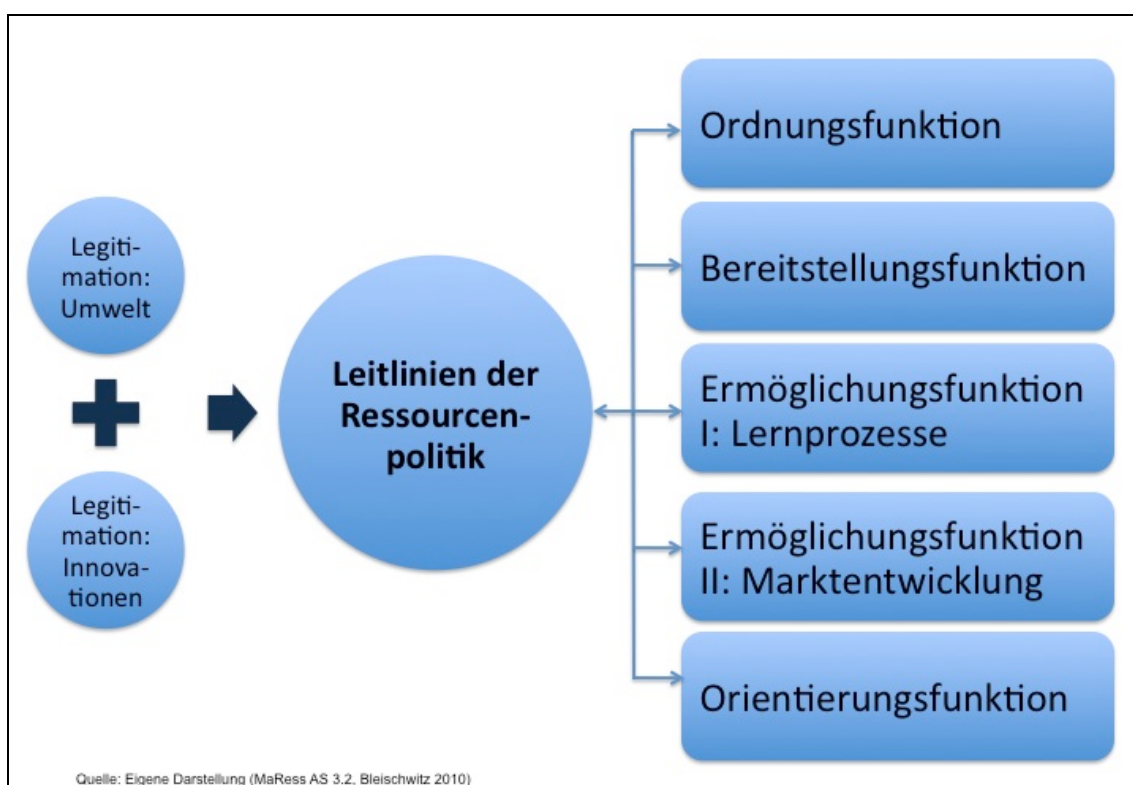 Legiti-
mation:
Umwelt
Legiti-
mation:
Innova-
tionen
Leitlinien der
Ressourcen-
politik
Ordnungsfunktion
Bereitstellungsfunktion
Ermöglichungsfunktion
I: Lernprozesse
Ermöglichungsfunktion
II: Marktentwicklung
Orientierungsfunktion
Quelle: Eigene Darstellung (MaRess AS 3.2, Bleischwitz 2010)